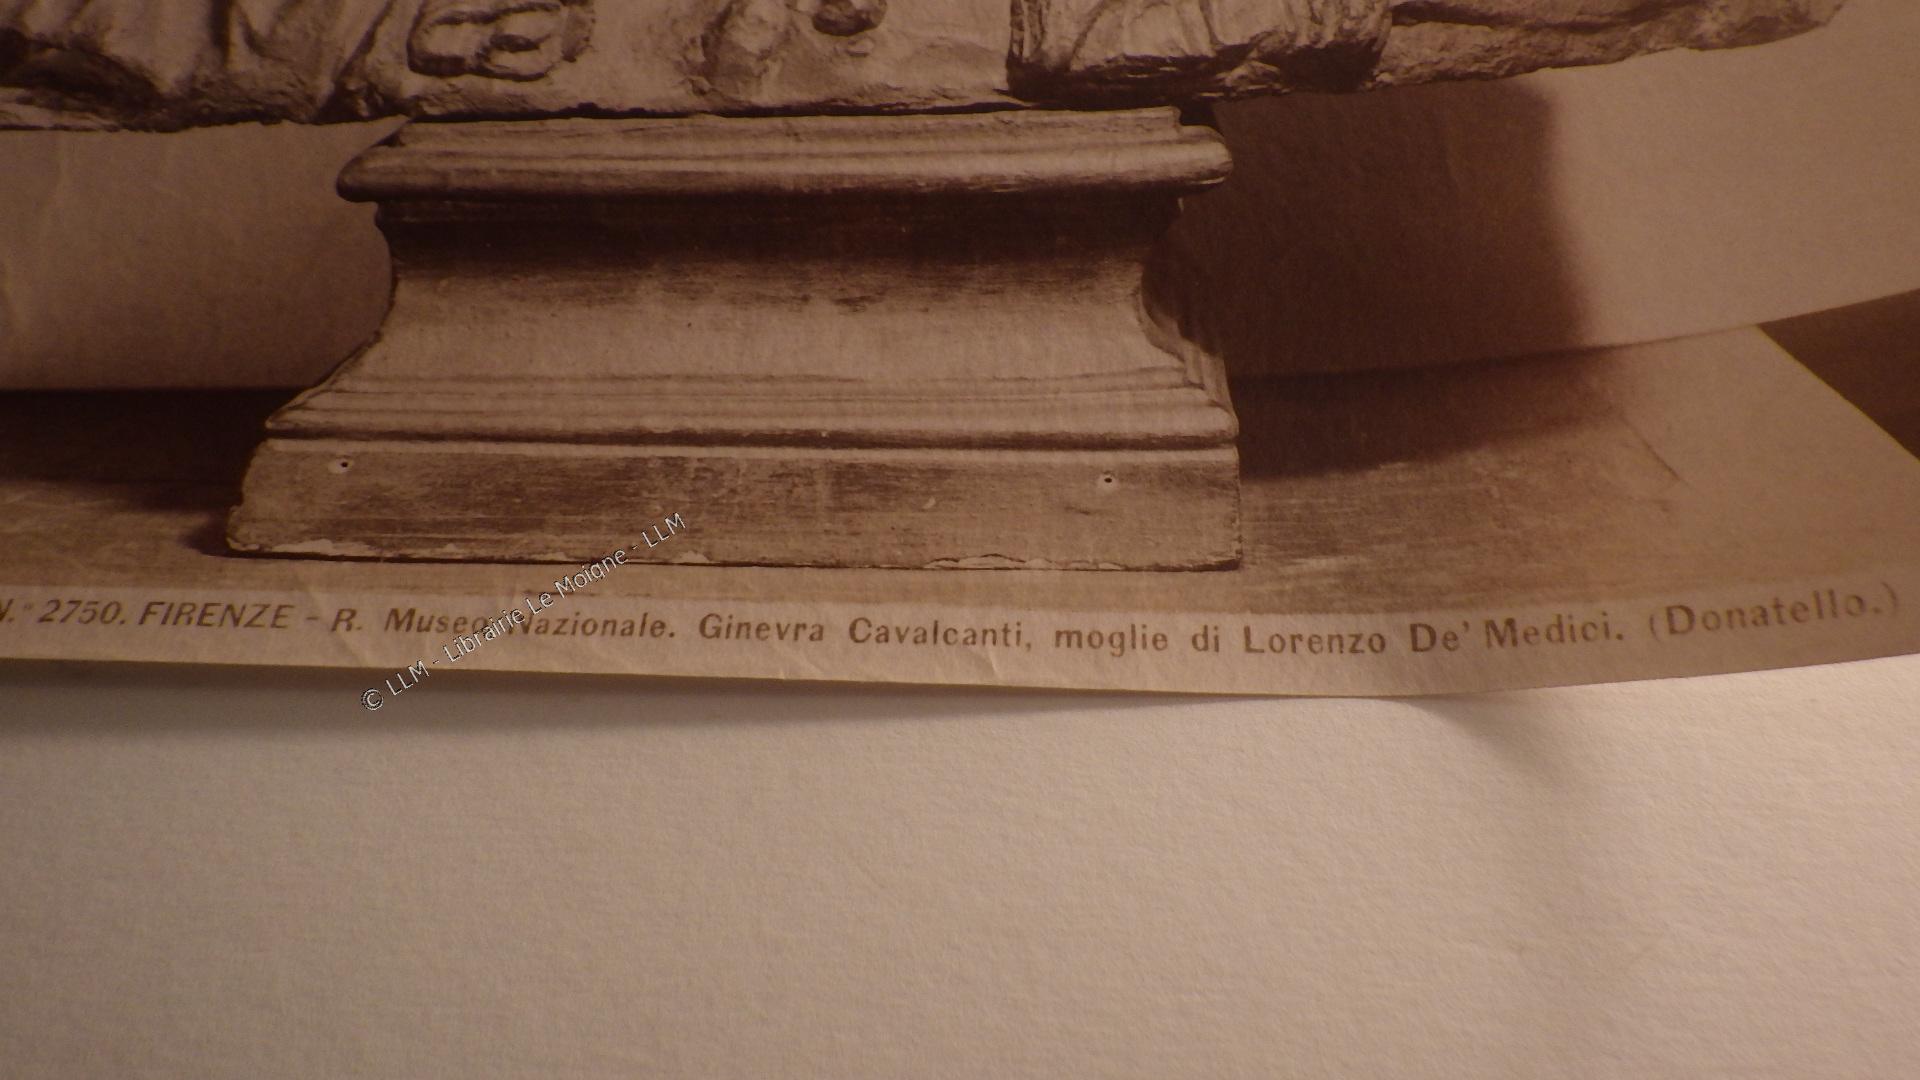 N.º 2750. FIRENZE - R. Museo Nazionale. Ginevra Cavalcanti, moglie di Lorenzo De' Medici. (Donatello.)
© LLM - Librairie Le Moigne - LLM